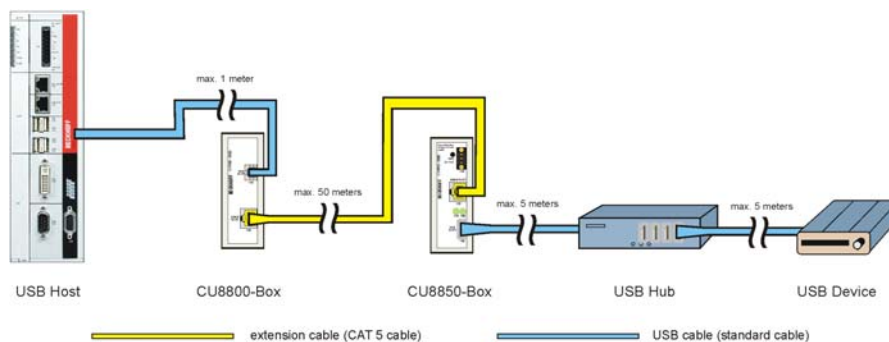 max. 1 meter
BECKHOFF
max. 50 meters
max. 5 meters
max. 5 meters
USB Host
CU8800-Box
CU8850-Box
USB Hub
USB Device
extension cable (CAT 5 cable)
USB cable (standard cable)